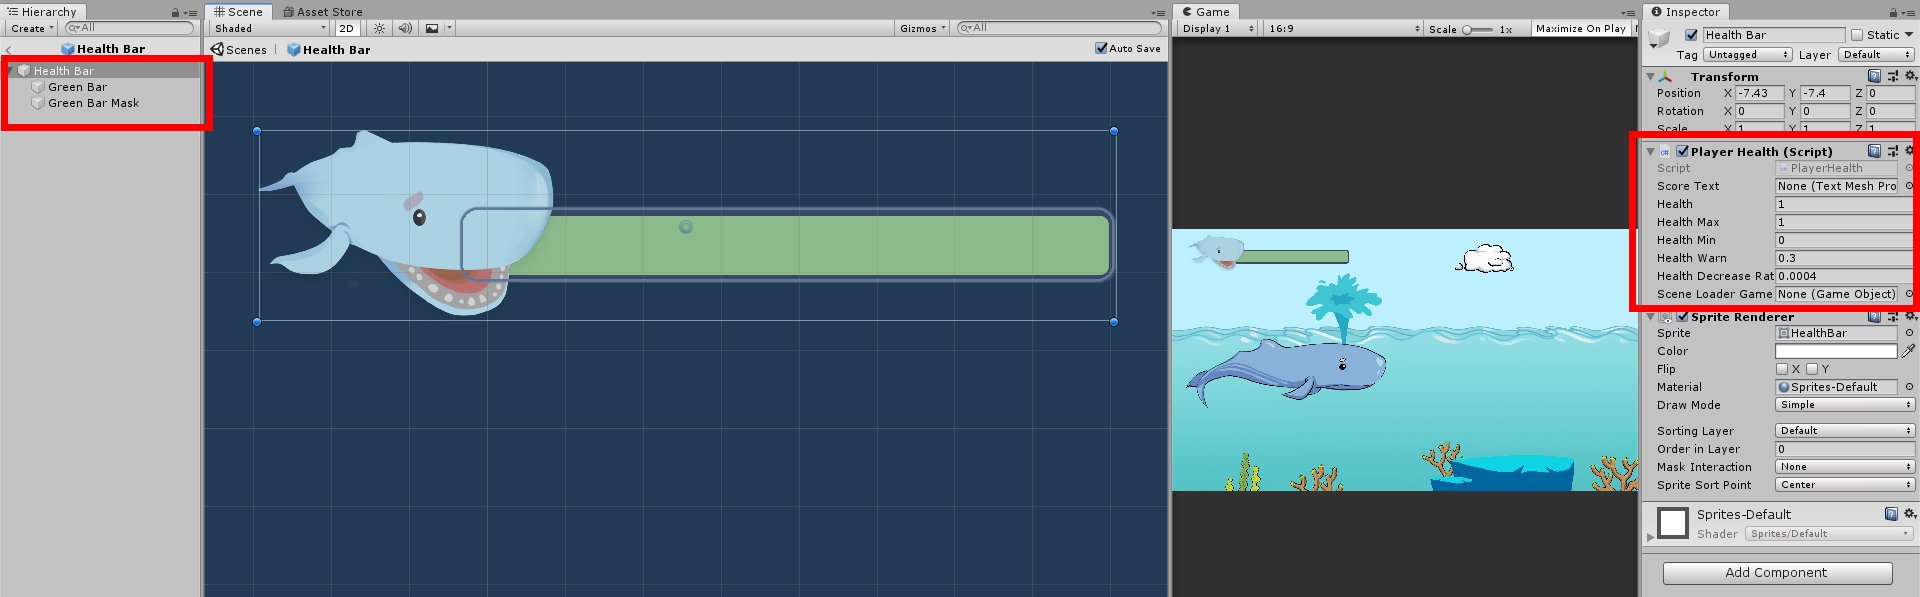 Hierarchy
Create
All
Health Bar
Health Bar
Green Bar
Green Bar Mask
Scene
Asset Store
Shaded
2D
Gizmos
All
Scenes
Health Bar
Auto Save
Game
Display 1
16:9
Scale
1x
Maximize On Play
Inspector
Health Bar
Static
Tag
Untagged
Layer
Default
Transform
Position X -7.43 Y -7.4 Z 0
Rotation X 0 Y 0 Z 0
Scale X 1 Y 1 Z 1
Player Health (Script)
Script PlayerHealth
Score Text None (Text Mesh Pro
Health 1
Health Max 1
Health Min 0
Health Warn 0.3
Health Decrease Rat 0.0004
Scene Loader Game None (Game Object)
Sprite Renderer
Sprite HealthBar
Color
Flip X Y
Material Sprites-Default
Draw Mode Simple
Sorting Layer Default
Order in Layer 0
Mask Interaction None
Sprite Sort Point Center
Sprites-Default
Shader Sprites/Default
Add Component